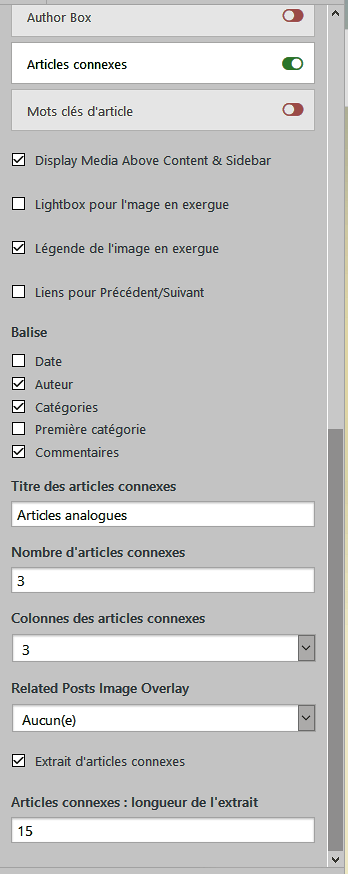 Author Box
Articles connexes
Mots clés d'article
Display Media Above Content & Sidebar
Lightbox pour l'mage en exergue
Légende de l'image en exergue
Liens pour Précédent/Suivant
Balise
Date
Auteur
Catégories
Première catégorie
Commentaires
Titre des articles connexes
Articles analogues
Nombre d'articles connexes
3
Colonnes des articles connexes
3
Related Posts Image Overlay
Aucun(e)
Extrait d'articles connexes
Articles connexes : longueur de l'extrait
15